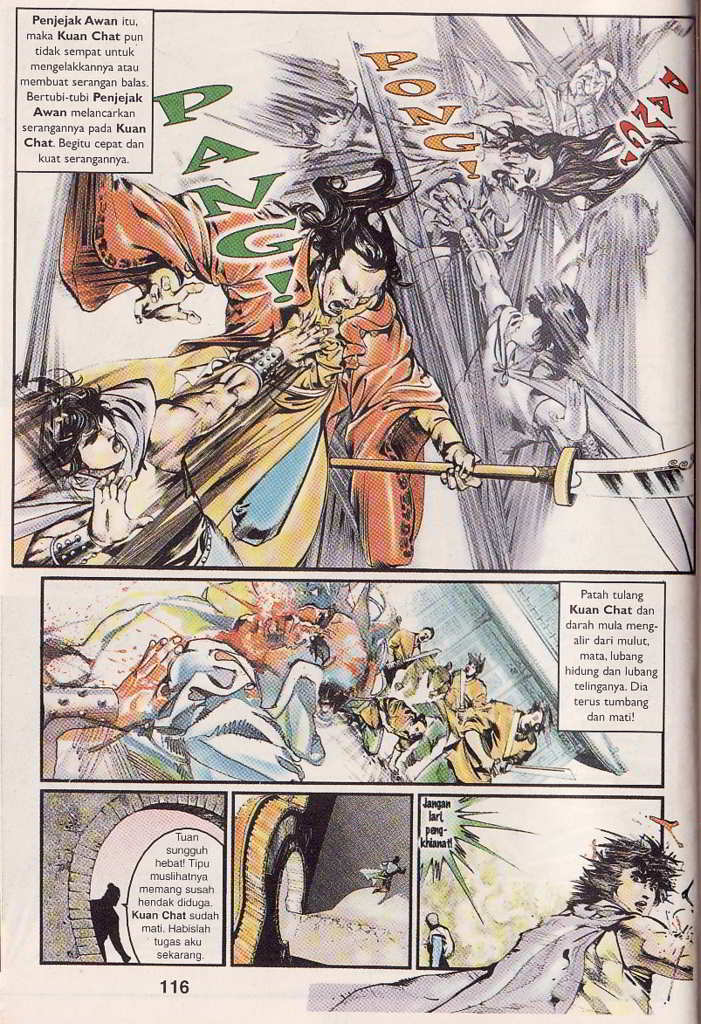 Penjejak Awan itu,
maka Kuan Chat pun
tidak sempat untuk
mengelakkannya atau
membuat serangan balas.
Bertubi-tubi Penjejak
Awan melancarkan
serangannya pada Kuan
Chat. Begitu cepat dan
kuat serangannya.
PANG!
PONG!
PANG!
Patah tulang
Kuan Chat dan
darah mula meng-
alir dari mulut,
mata, lubang
hidung dan lubang
telinganya. Dia
terus tumbang
dan mati!
Tuan
sungguh
hebat! Tipu
muslihatnya
memang susah
hendak diduga.
Kuan Chat sudah
mati. Habislah
tugas aku
sekarang.
Jangan
lari,
peng-
khianat!
116